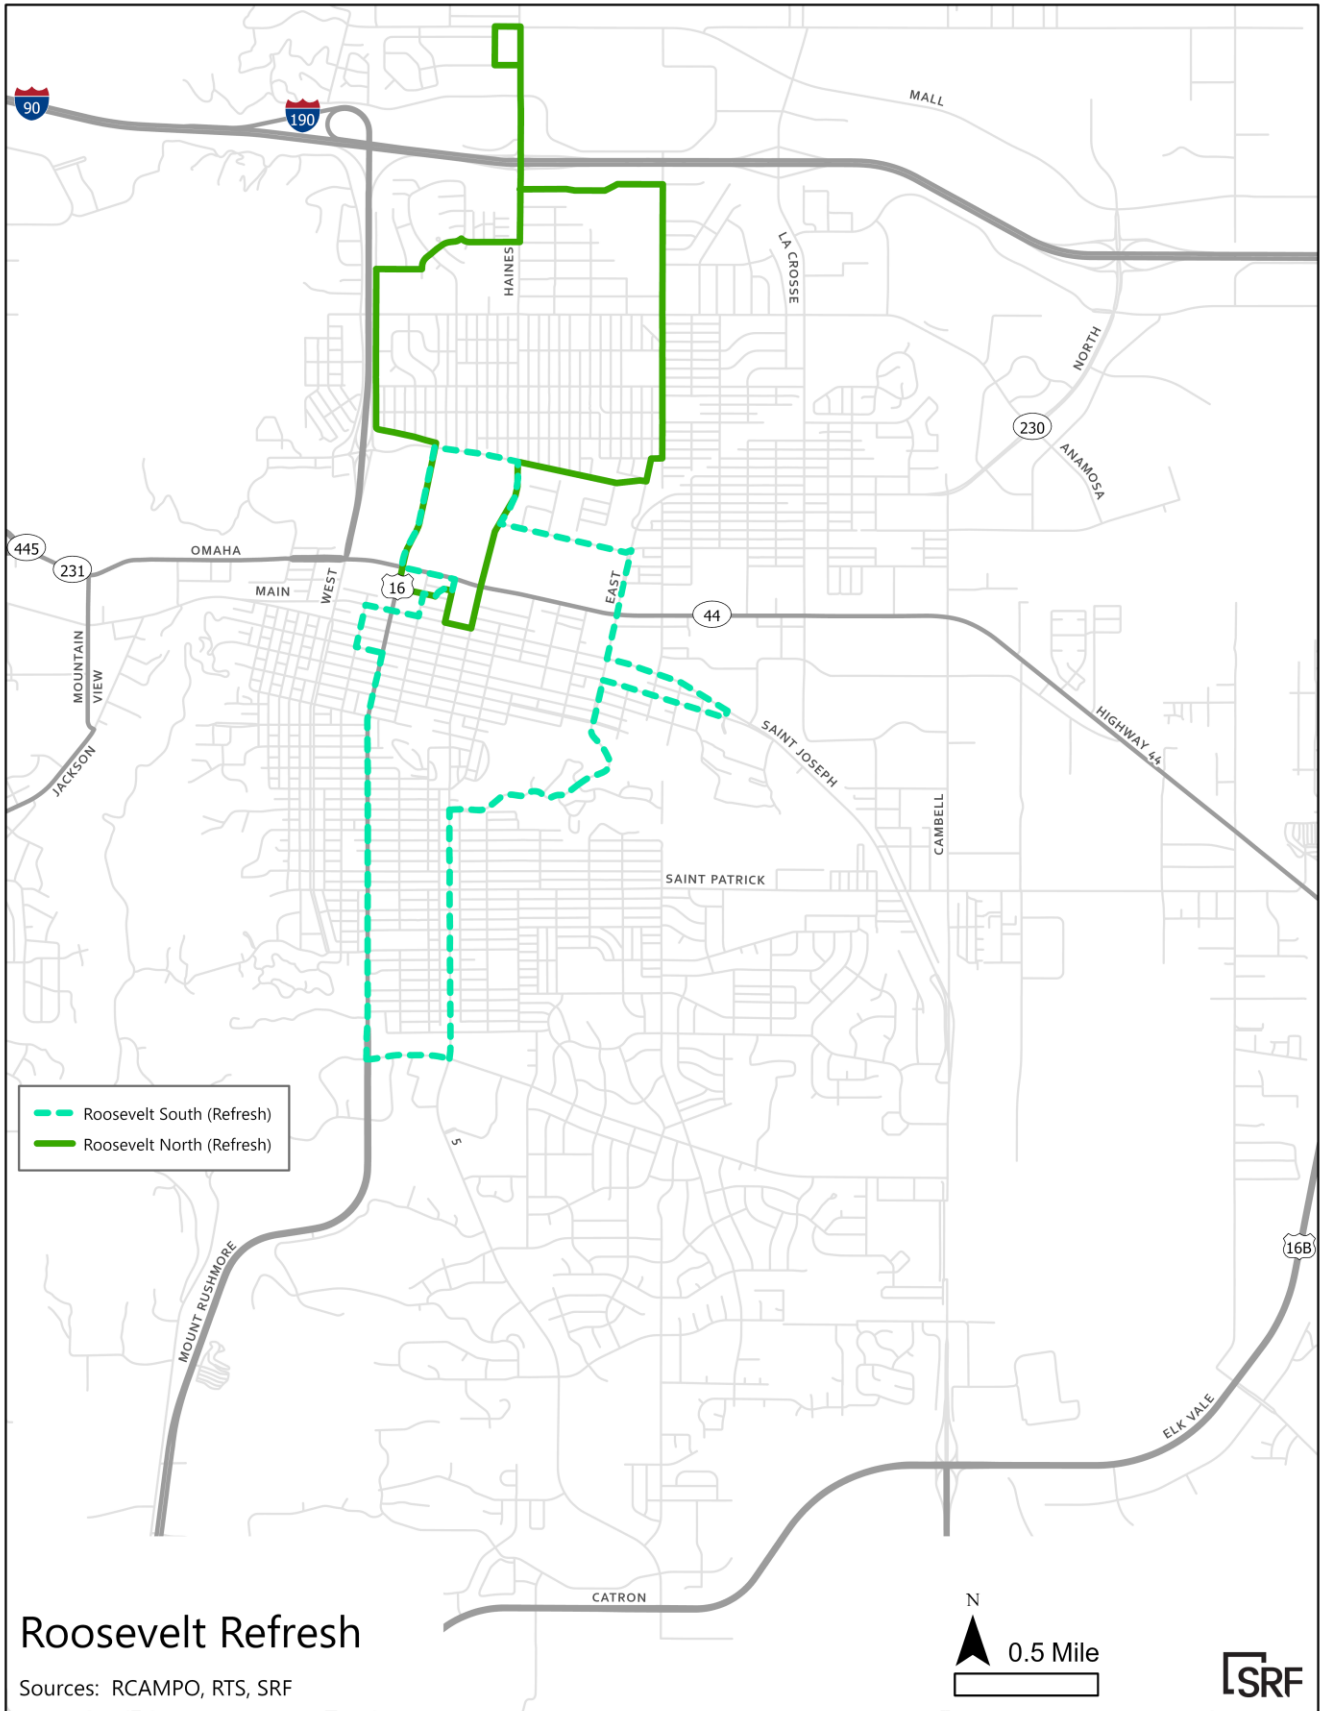 90
190
MALL
HAINES
LA CROSSE
NORTH
230
ANAMOSA
445
231
OMAHA
MAIN
WEST
16
EAST
44
MOUNTAIN
VIEW
JACKSON
SAINT JOSEPH
HIGHWAY 44
CAMBELL
SAINT PATRICK
Roosevelt South (Refresh)
Roosevelt North (Refresh)
5
MOUNT RUSHMORE
16B
ELK VALE
CATRON
Roosevelt Refresh
Sources: RCAMPO, RTS, SRF
N
0.5 Mile
SRF